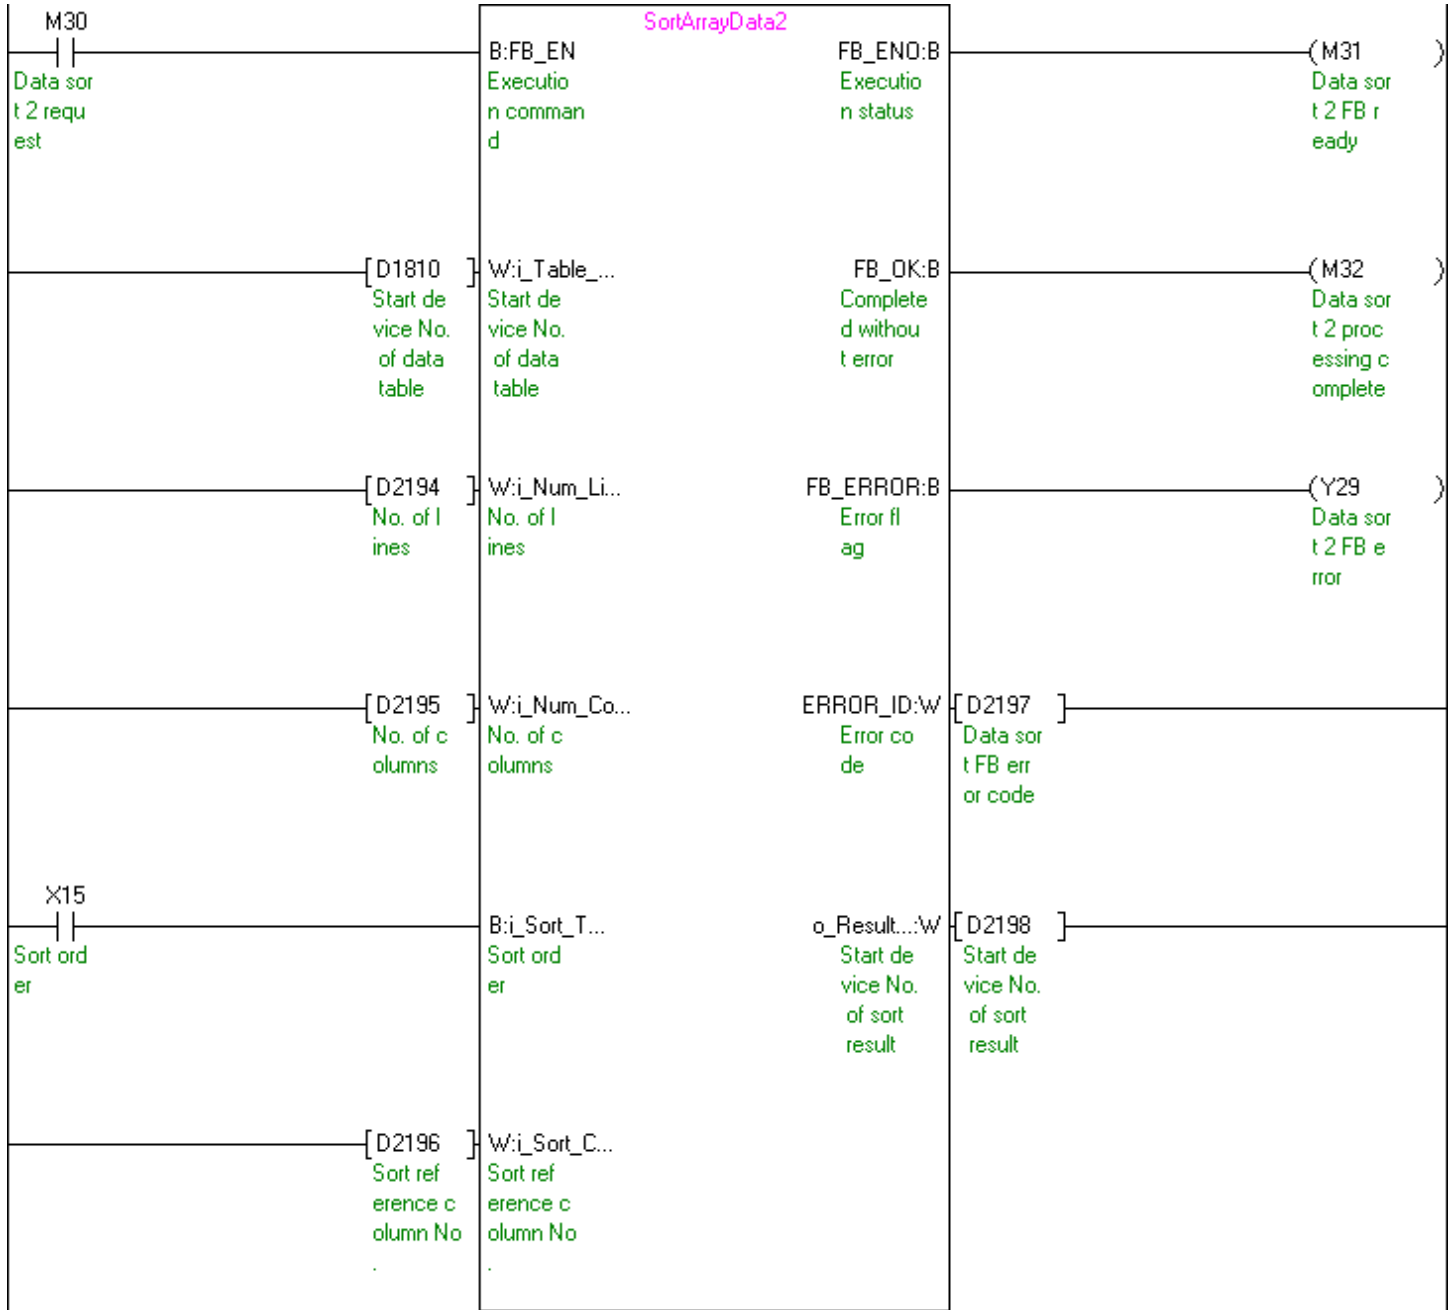 SortArrayData2
M30
B:FB_EN
FB_ENO:B
(M31 )
Data sor
t 2 requ
est
Executio
n comman
d
Executio
n status
Data sor
t 2 FB r
eady
[D1810 ]
W:i_Table_...
FB_OK:B
(M32 )
Start de
vice No.
of data
table
Start de
vice No.
of data
table
Complete
d withou
t error
Data sor
t 2 proc
essing c
omplete
[D2194 ]
W:i_Num_Li...
FB_ERROR:B
(Y29 )
No. of l
ines
No. of l
ines
Error fl
ag
Data sor
t 2 FB e
rror
[D2195 ]
W:i_Num_Co...
ERROR_ID:W
[D2197 ]
No. of c
olumns
No. of c
olumns
Error co
de
Data sor
t FB err
or code
X15
B:i_Sort_T...
o_Result...:W
[D2198 ]
Sort ord
er
Sort ord
er
Start de
vice No.
of sort
result
Start de
vice No.
of sort
result
[D2196 ]
W:i_Sort_C...
Sort ref
erence c
olumn No
.
Sort ref
erence c
olumn No
.